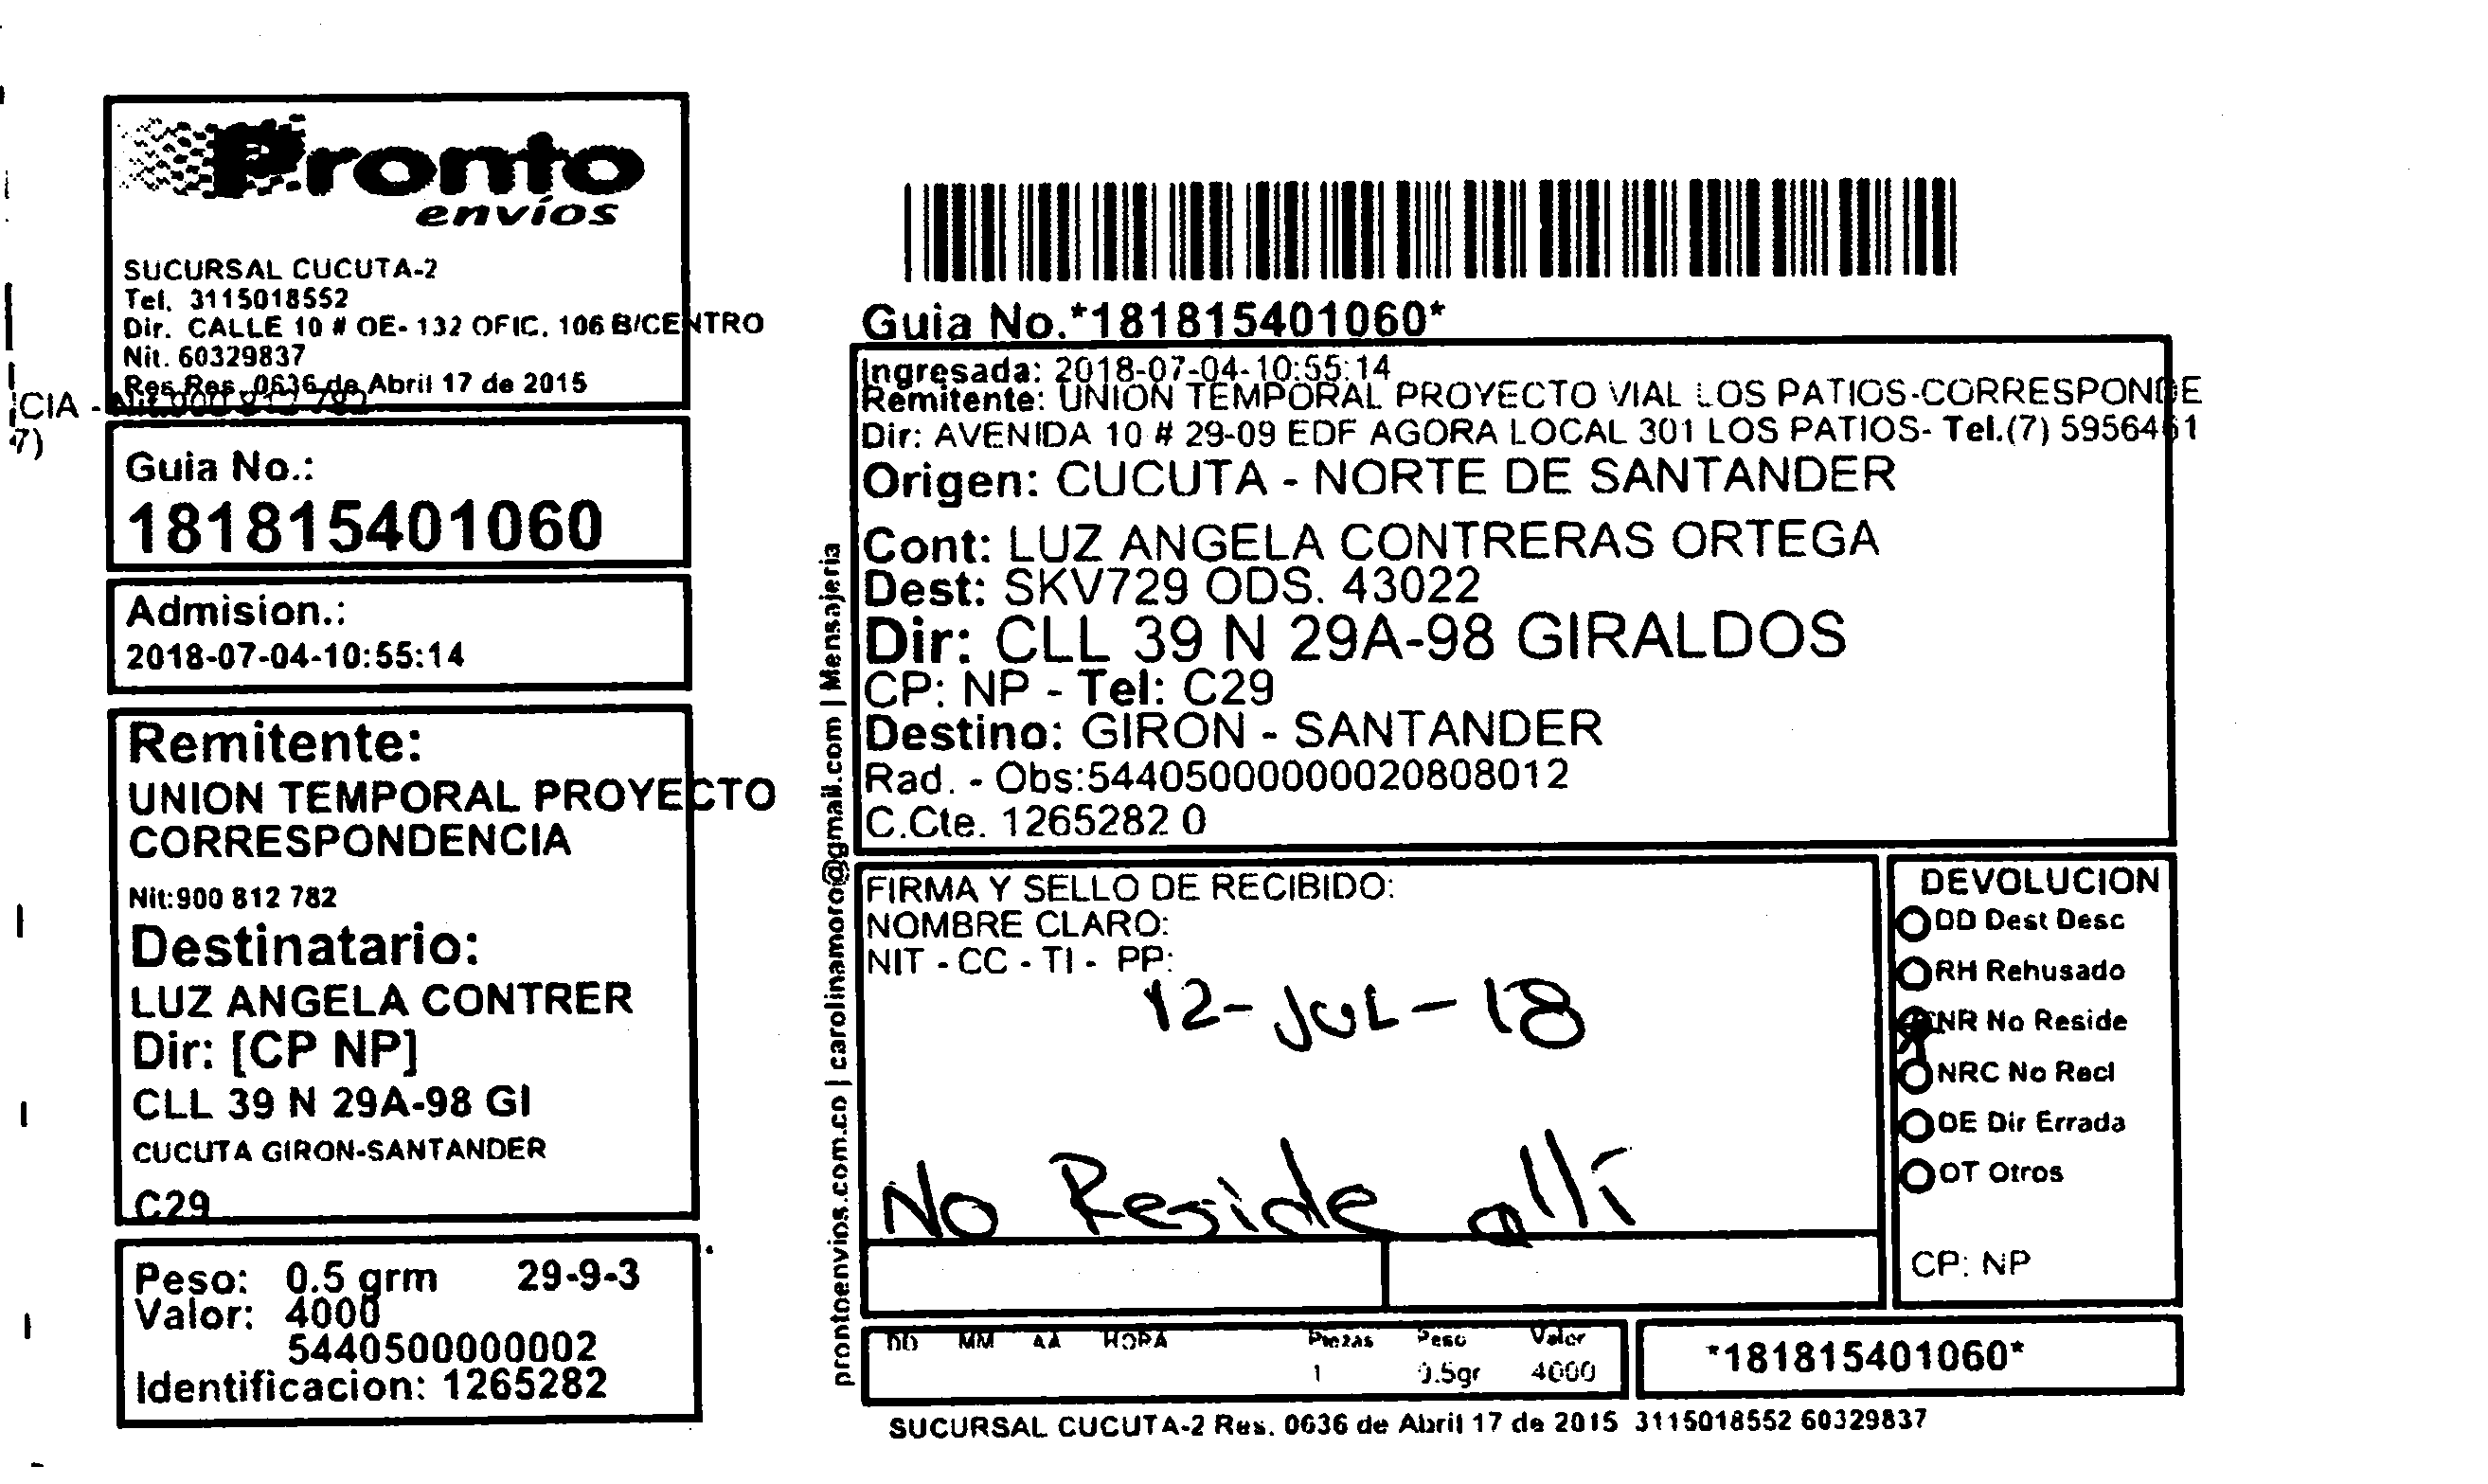 Pronto
envíos
SUCURSAL CUCUTA-2
Tel. 3115018552
Dir. CALLE 10 # OE-132 OFIC. 106 B/CENTRO
Nit. 60329837
Res Res 0636 de Abril 17 de 2015
CIA -
7)
Guia No.:
181815401060
Admision.:
2018-07-04-10:55:14
Remitente:
UNION TEMPORAL PROYECTO
CORRESPONDENCIA
Nit:900 812 782
Destinatario:
LUZ ANGELA CONTRER
Dir: [CP NP]
CLL 39 N 29A-98 GI
CUCUTA GIRON-SANTANDER
C29
Peso: 0.5 grm 29-9-3
Valor: 4000
5440500000002
Identificacion: 1265282
prontoenvios.com.co | carolinamoro@gmail.com | Mensajeria
Guia No.*181815401060*
Ingresada: 2018-07-04-10:55:14
Remitente: UNION TEMPORAL PROYECTO VIAL LOS PATIOS-CORRESPONDE
Dir: AVENIDA 10 # 29-09 EDF AGORA LOCAL 301 LOS PATIOS- Tel.(7) 5956461
Origen: CUCUTA - NORTE DE SANTANDER
Cont: LUZ ANGELA CONTRERAS ORTEGA
Dest: SKV729 ODS. 43022
Dir: CLL 39 N 29A-98 GIRALDOS
CP: NP - Tel: C29
Destino: GIRON - SANTANDER
Rad. - Obs:544050000000020808012
C.Cte. 1265282 0
FIRMA Y SELLO DE RECIBIDO:
NOMBRE CLARO:
NIT - CC - TI - PP:
12-JUL-18
No Reside allí
DEVOLUCION
DD Dest Desc
RH Rehusado
NR No Reside
NRC No Recl
DE Dir Errada
OT Otros
CP: NP
DD MM AA HORA Piezas Peso Valor
1 0.5gr 4000
*181815401060*
SUCURSAL CUCUTA-2 Res. 0636 de Abril 17 de 2015 3115018552 60329837